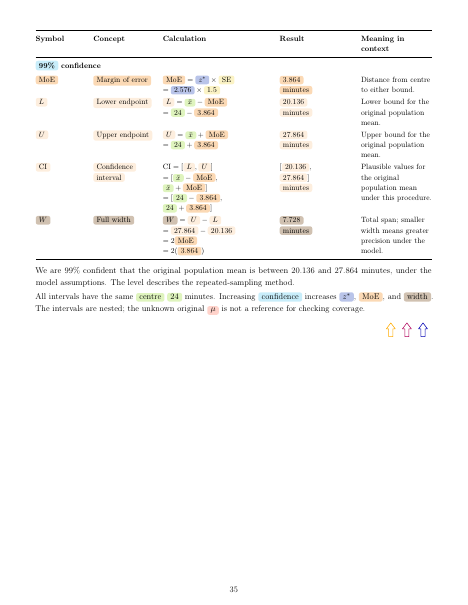 Symbol Concept Calculation Result Meaning in context
99% confidence
MoE Margin of error MoE = z* × SE 3.864 Distance from centre
= 2.576 × 1.5 minutes to either bound.
L Lower endpoint L = x̄ − MoE 20.136 Lower bound for the
= 24 − 3.864 minutes original population
mean.
U Upper endpoint U = x̄ + MoE 27.864 Upper bound for the
= 24 + 3.864 minutes original population
mean.
CI Confidence CI = [ L , U ] [ 20.136 , Plausible values for
interval = [ x̄ − MoE , 27.864 ] the original
x̄ + MoE ] minutes population mean
= [ 24 − 3.864 , under this procedure.
24 + 3.864 ]
W Full width W = U − L 7.728 Total span; smaller
= 27.864 − 20.136 minutes width means greater
= 2 MoE precision under the
= 2( 3.864 ) model.
We are 99% confident that the original population mean is between 20.136 and 27.864 minutes, under the
model assumptions. The level describes the repeated-sampling method.
All intervals have the same centre 24 minutes. Increasing confidence increases z* , MoE , and width .
The intervals are nested; the unknown original μ is not a reference for checking coverage.
35